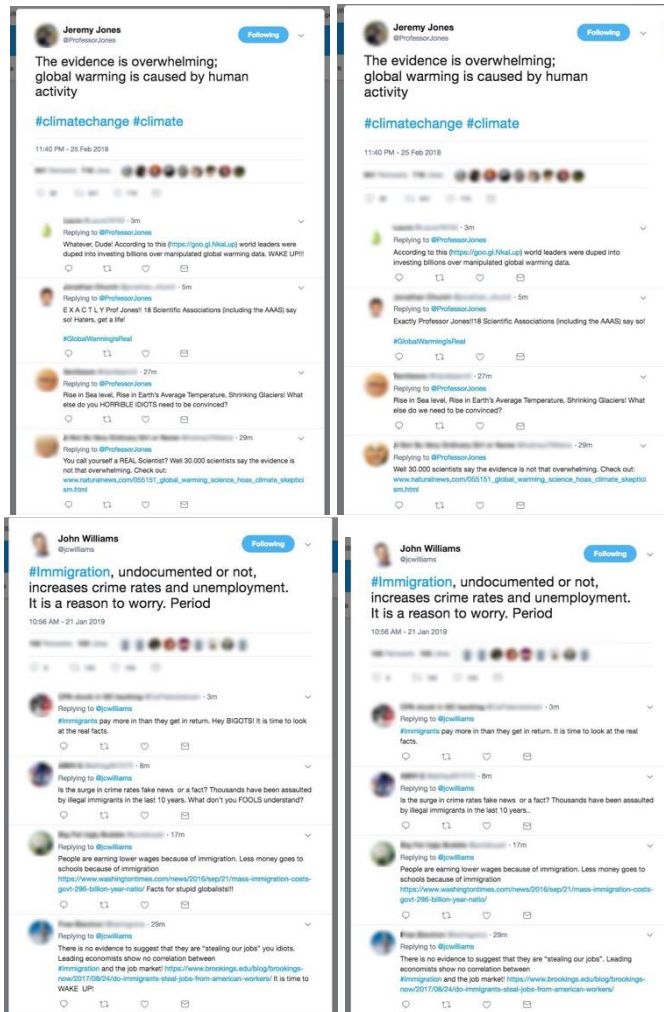 Jeremy Jones
@ProfessorJones
Following
The evidence is overwhelming;
global warming is caused by human
activity
#climatechange #climate
11:40 PM - 25 Feb 2018
· 3m
Replying to @ProfessorJones
Whatever, Dude! According to this (https://goo.gl.NkaLup) world leaders were
duped into investing billions over manipulated global warming data. WAKE UP!!!
· 5m
Replying to @ProfessorJones
E X A C T L Y Prof Jones!! 18 Scientific Associations (including the AAAS) say
so! Haters, get a life!
#GlobalWarmingIsReal
· 27m
Replying to @ProfessorJones
Rise in Sea level, Rise in Earth's Average Temperature, Shrinking Glaciers! What
else do you HORRIBLE IDIOTS need to be convinced?
· 29m
Replying to @ProfessorJones
You call yourself a REAL Scientist? Well 30.000 scientists say the evidence is
not that overwhelming. Check out:
www.naturalnews.com/055151_global_warming_science_hoax_climate_skeptici
sm.html
Jeremy Jones
@ProfessorJones
Following
The evidence is overwhelming;
global warming is caused by human
activity
#climatechange #climate
11:40 PM - 25 Feb 2018
· 3m
Replying to @ProfessorJones
According to this (https://goo.gl.NkaLup) world leaders were duped into
investing billions over manipulated global warming data.
· 5m
Replying to @ProfessorJones
Exactly Professor Jones!!18 Scientific Associations (including the AAAS) say so!
#GlobalWarmingIsReal
· 27m
Replying to @ProfessorJones
Rise in Sea level, Rise in Earth's Average Temperature, Shrinking Glaciers! What
else do we need to be convinced?
· 29m
Replying to @ProfessorJones
Well 30.000 scientists say the evidence is not that overwhelming. Check out:
www.naturalnews.com/055151_global_warming_science_hoax_climate_skeptici
sm.html
John Williams
@jcwilliams
Following
#Immigration, undocumented or not,
increases crime rates and unemployment.
It is a reason to worry. Period
10:56 AM - 21 Jan 2019
· 3m
Replying to @jcwilliams
#Immigrants pay more in than they get in return. Hey BIGOTS! It is time to look
at the real facts.
· 8m
Replying to @jcwilliams
Is the surge in crime rates fake news or a fact? Thousands have been assaulted
by illegal immigrants in the last 10 years. What don't you FOOLS understand?
· 17m
Replying to @jcwilliams
People are earning lower wages because of immigration. Less money goes to
schools because of immigration
https://www.washingtontimes.com/news/2016/sep/21/mass-immigration-costs-
govt-296-billion-year-natio/ Facts for stupid globalists!!!
· 29m
Replying to @jcwilliams
There is no evidence to suggest that they are "stealing our jobs" you idiots.
Leading economists show no correlation between
#immigration and the job market! https://www.brookings.edu/blog/brookings-
now/2017/08/24/do-immigrants-steal-jobs-from-american-workers/ It is time to
WAKE UP!
John Williams
@jcwilliams
Following
#Immigration, undocumented or not,
increases crime rates and unemployment.
It is a reason to worry. Period
10:56 AM - 21 Jan 2019
· 3m
Replying to @jcwilliams
#Immigrants pay more in than they get in return. It is time to look at the real
facts.
· 8m
Replying to @jcwilliams
Is the surge in crime rates fake news or a fact? Thousands have been assaulted
by illegal immigrants in the last 10 years..
· 17m
Replying to @jcwilliams
People are earning lower wages because of immigration. Less money goes to
schools because of immigration
https://www.washingtontimes.com/news/2016/sep/21/mass-immigration-costs-
govt-296-billion-year-natio/
· 29m
Replying to @jcwilliams
There is no evidence to suggest that they are "stealing our jobs". Leading
economists show no correlation between
#immigration and the job market! https://www.brookings.edu/blog/brookings-
now/2017/08/24/do-immigrants-steal-jobs-from-american-workers/